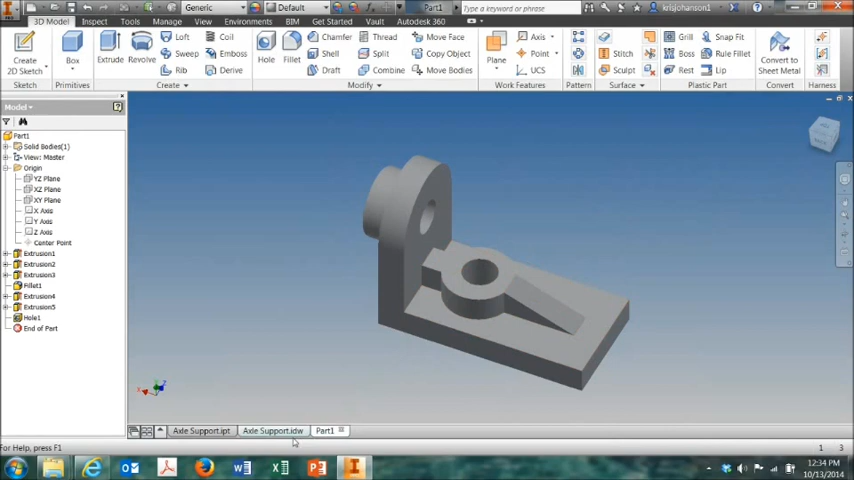 Generic
Default
Part1
Type a keyword or phrase
krisjohanson1
3D Model
Inspect
Tools
Manage
View
Environments
BIM
Get Started
Vault
Autodesk 360
Create
2D Sketch
Box
Extrude
Revolve
Loft
Sweep
Rib
Coil
Emboss
Derive
Hole
Fillet
Chamfer
Shell
Draft
Thread
Split
Combine
Move Face
Copy Object
Move Bodies
Plane
Axis
Point
UCS
Stitch
Sculpt
Grill
Boss
Rest
Snap Fit
Rule Fillet
Lip
Convert to
Sheet Metal
Sketch
Primitives
Create
Modify
Work Features
Pattern
Surface
Plastic Part
Convert
Harness
Model
Part1
Solid Bodies(1)
View: Master
Origin
YZ Plane
XZ Plane
XY Plane
X Axis
Y Axis
Z Axis
Center Point
Extrusion1
Extrusion2
Extrusion3
Fillet1
Extrusion4
Extrusion5
Hole1
End of Part
Axle Support.ipt
Axle Support.idw
Part1
For Help, press F1
1
3
12:34 PM
10/13/2014